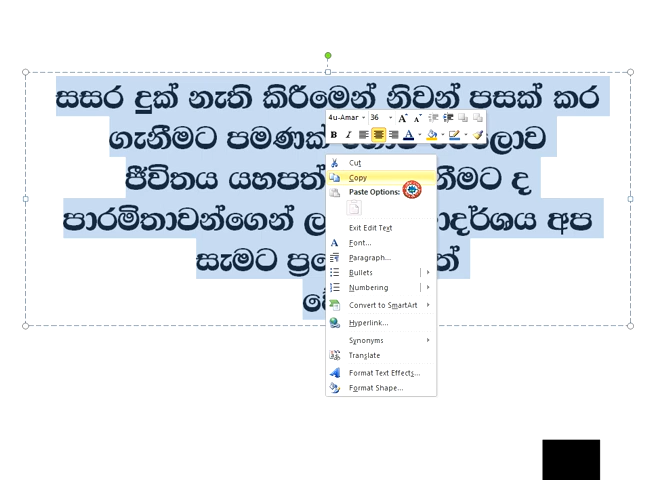 සසර දුක් නැති කිරීමෙන් නිවන් පසක් කර
ගැනීමට පමණක්
ජීවිතය යහපත් ද
පාරමිතාවන්ගෙන් අප
සැමට
4u-Amar 36
B I A
Cut
Copy
Paste Options:
Exit Edit Text
Font...
Paragraph...
Bullets
Numbering
Convert to SmartArt
Hyperlink...
Synonyms
Translate
Format Text Effects...
Format Shape...